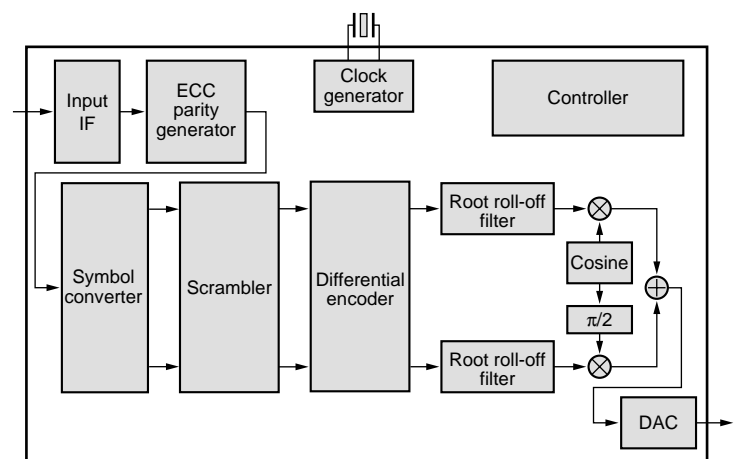 Input
IF
ECC
parity
generator
Clock
generator
Controller
Symbol
converter
Scrambler
Differential
encoder
Root roll-off
filter
Cosine
π/2
Root roll-off
filter
DAC